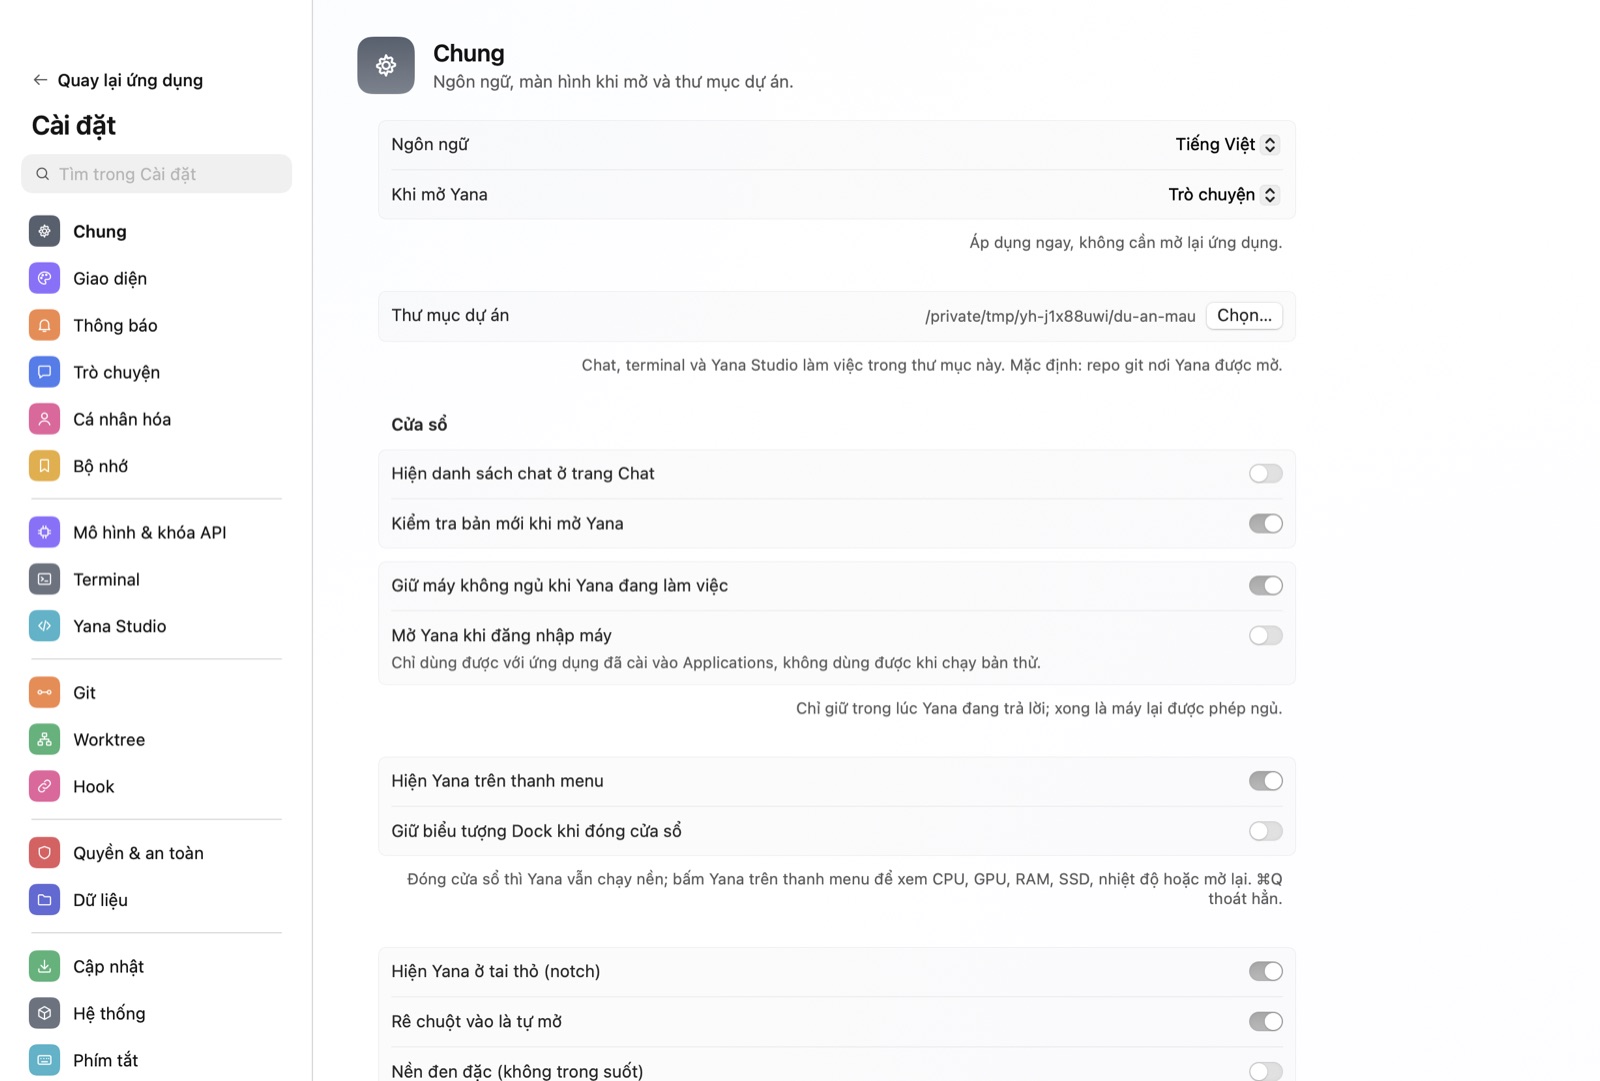 Quay lại ứng dụng
Cài đặt
Tìm trong Cài đặt
Chung
Giao diện
Thông báo
Trò chuyện
Cá nhân hóa
Bộ nhớ
Mô hình & khóa API
Terminal
Yana Studio
Git
Worktree
Hook
Quyền & an toàn
Dữ liệu
Cập nhật
Hệ thống
Phím tắt
Chung
Ngôn ngữ, màn hình khi mở và thư mục dự án.
Ngôn ngữ Tiếng Việt
Khi mở Yana Trò chuyện
Áp dụng ngay, không cần mở lại ứng dụng.
Thư mục dự án /private/tmp/yh-j1x88uwi/du-an-mau Chọn...
Chat, terminal và Yana Studio làm việc trong thư mục này. Mặc định: repo git nơi Yana được mở.
Cửa sổ
Hiện danh sách chat ở trang Chat
Kiểm tra bản mới khi mở Yana
Giữ máy không ngủ khi Yana đang làm việc
Mở Yana khi đăng nhập máy
Chỉ dùng được với ứng dụng đã cài vào Applications, không dùng được khi chạy bản thử.
Chỉ giữ trong lúc Yana đang trả lời; xong là máy lại được phép ngủ.
Hiện Yana trên thanh menu
Giữ biểu tượng Dock khi đóng cửa sổ
Đóng cửa sổ thì Yana vẫn chạy nền; bấm Yana trên thanh menu để xem CPU, GPU, RAM, SSD, nhiệt độ hoặc mở lại. ⌘Q
thoát hẳn.
Hiện Yana ở tai thỏ (notch)
Rê chuột vào là tự mở
Nền đen đặc (không trong suốt)